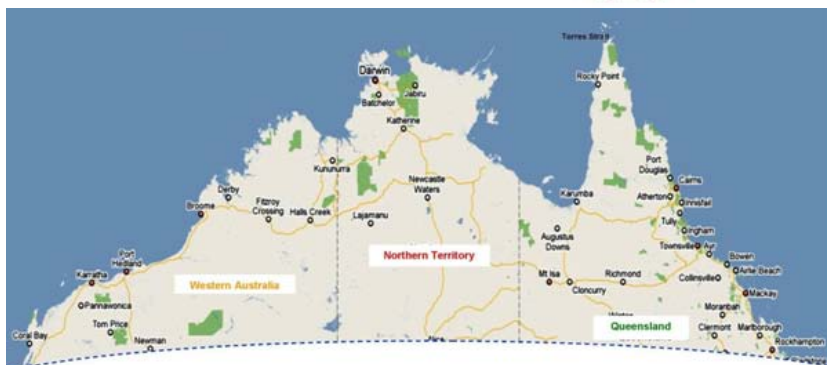 Torres Strait
Darwin
Batchelor
Jabiru
Rocky Point
Katherine
Kununurra
Port
Douglas
Cairns
Atherton
Innisfail
Tully
Ingham
Townsville
Ayr
Bowen
Airlie Beach
Collinsville
Mackay
Moranbah
Clermont
Marlborough
Rockhampton
Derby
Broome
Fitzroy
Crossing
Halls Creek
Newcastle
Waters
Lajamanu
Karumba
Augustus
Downs
Mt Isa
Cloncurry
Richmond
Port
Hedland
Karratha
Pannawonica
Tom Price
Coral Bay
Newman
Western Australia
Northern Territory
Queensland